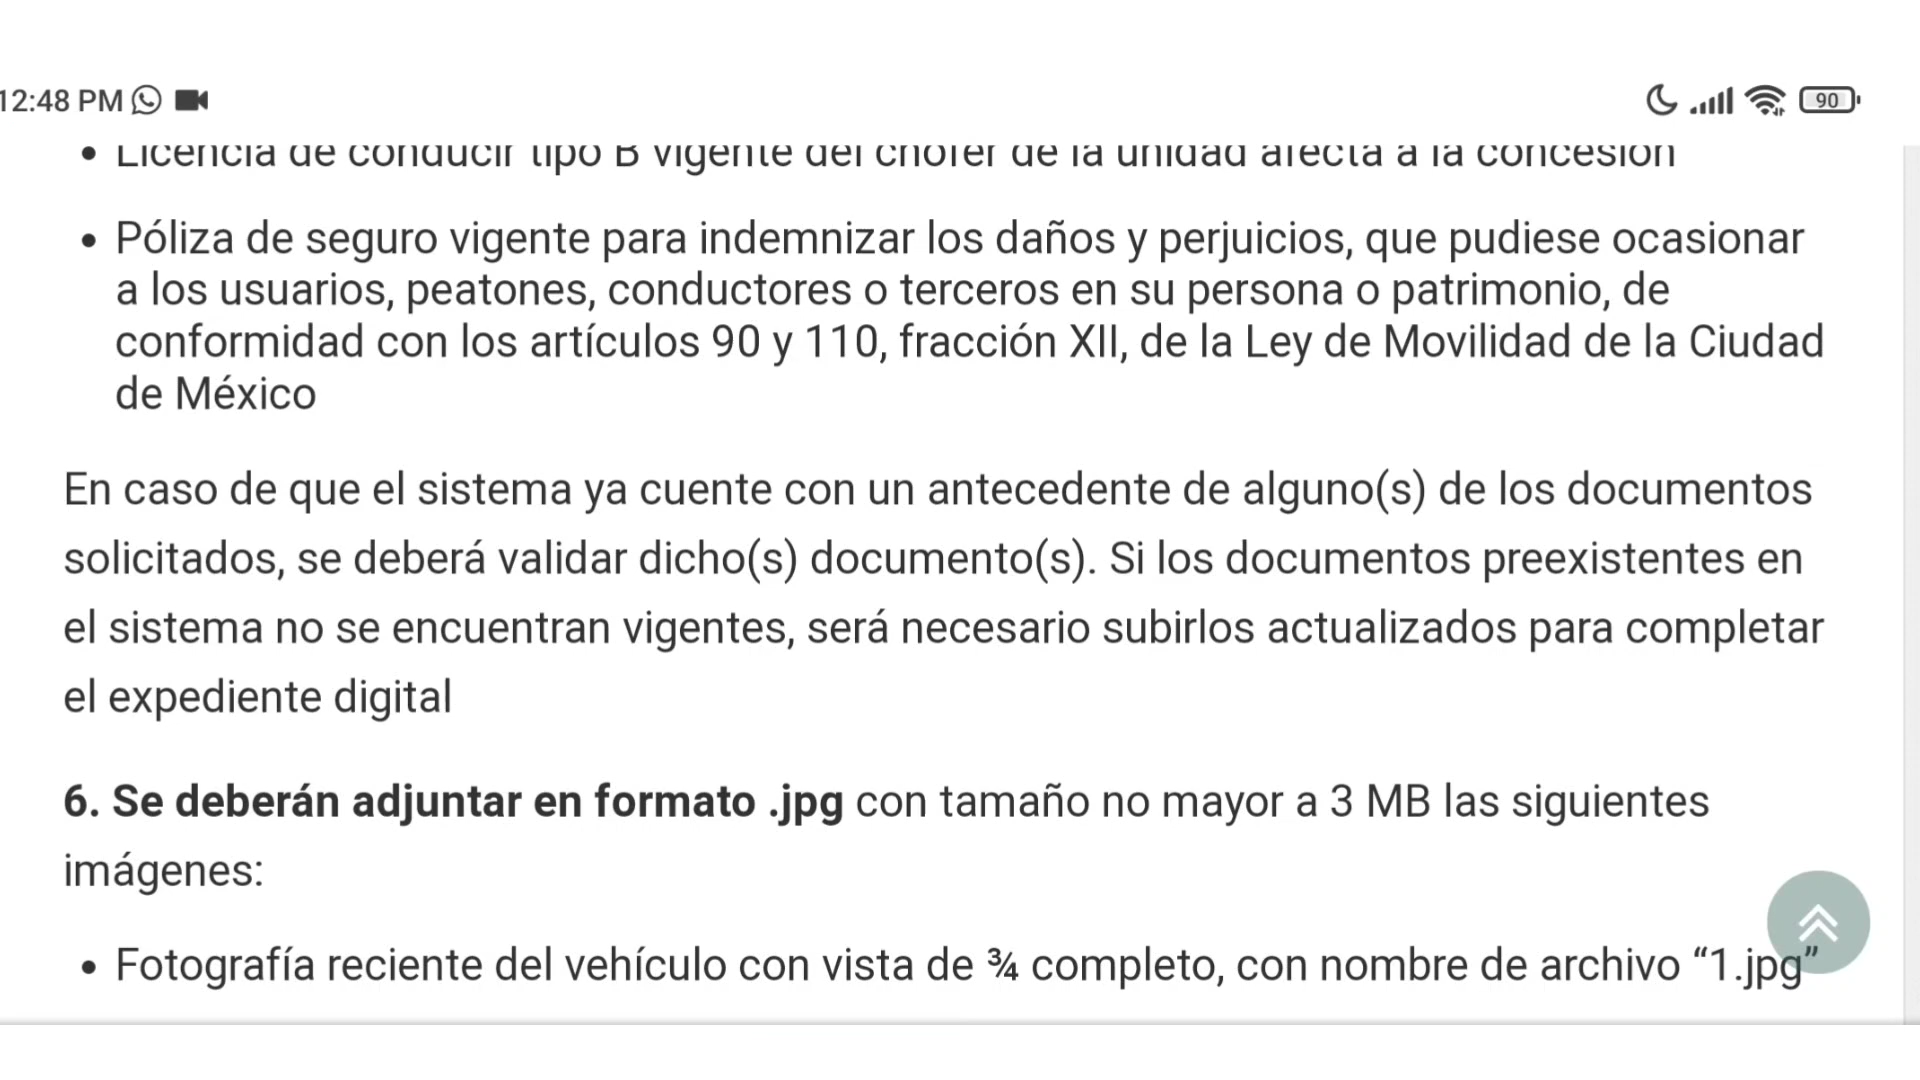 12:48 PM
90
• Licencia de conducir tipo B vigente del chofer de la unidad afecta a la concesión
• Póliza de seguro vigente para indemnizar los daños y perjuicios, que pudiese ocasionar
a los usuarios, peatones, conductores o terceros en su persona o patrimonio, de
conformidad con los artículos 90 y 110, fracción XII, de la Ley de Movilidad de la Ciudad
de México
En caso de que el sistema ya cuente con un antecedente de alguno(s) de los documentos
solicitados, se deberá validar dicho(s) documento(s). Si los documentos preexistentes en
el sistema no se encuentran vigentes, será necesario subirlos actualizados para completar
el expediente digital
6. Se deberán adjuntar en formato .jpg con tamaño no mayor a 3 MB las siguientes
imágenes:
• Fotografía reciente del vehículo con vista de ¾ completo, con nombre de archivo “1.jpg”